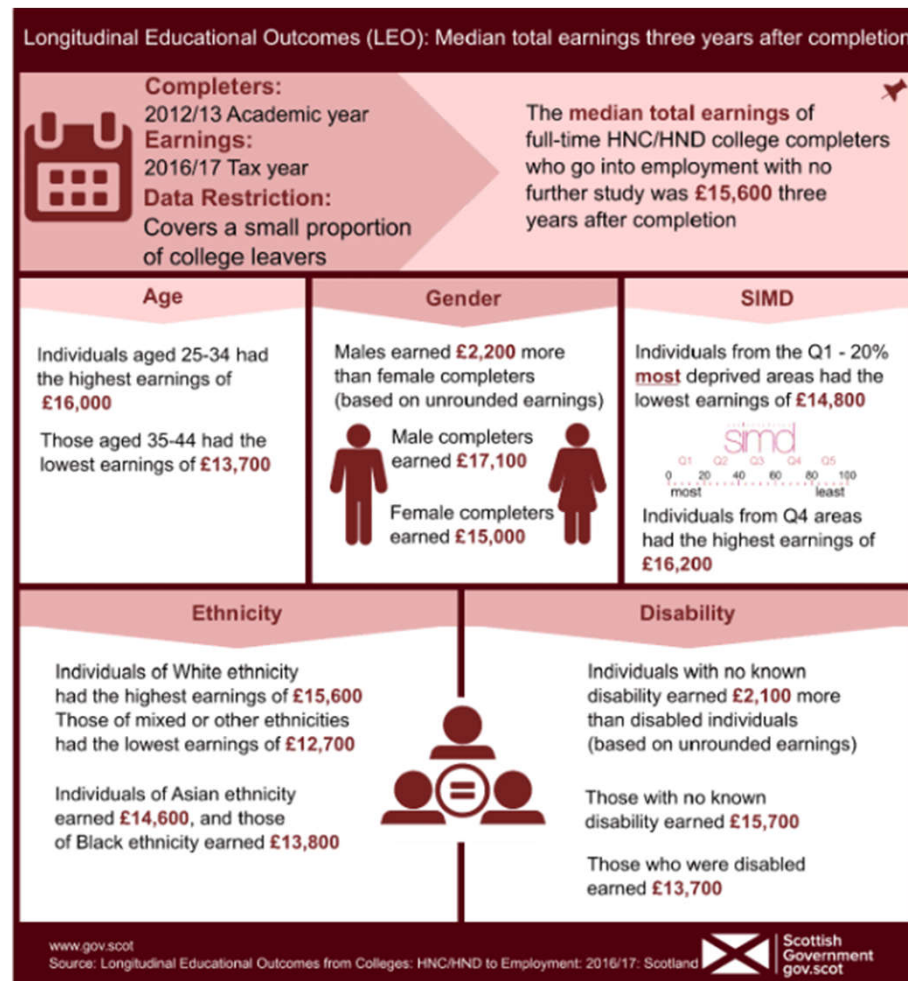 Longitudinal Educational Outcomes (LEO): Median total earnings three years after completion
Completers:
2012/13 Academic year
Earnings:
2016/17 Tax year
Data Restriction:
Covers a small proportion
of college leavers
The median total earnings of
full-time HNC/HND college completers
who go into employment with no
further study was £15,600 three
years after completion
Age
Individuals aged 25-34 had
the highest earnings of
£16,000
Those aged 35-44 had the
lowest earnings of £13,700
Gender
Males earned £2,200 more
than female completers
(based on unrounded earnings)
Male completers
earned £17,100
Female completers
earned £15,000
SIMD
Individuals from the Q1 - 20%
most deprived areas had the
lowest earnings of £14,800
simd
Q1 Q2 Q3 Q4 Q5
0 20 40 60 80 100
most least
Individuals from Q4 areas
had the highest earnings of
£16,200
Ethnicity
Individuals of White ethnicity
had the highest earnings of £15,600
Those of mixed or other ethnicities
had the lowest earnings of £12,700
Individuals of Asian ethnicity
earned £14,600, and those
of Black ethnicity earned £13,800
Disability
Individuals with no known
disability earned £2,100 more
than disabled individuals
(based on unrounded earnings)
Those with no known
disability earned £15,700
Those who were disabled
earned £13,700
www.gov.scot
Source: Longitudinal Educational Outcomes from Colleges: HNC/HND to Employment: 2016/17: Scotland
Scottish
Government
gov.scot